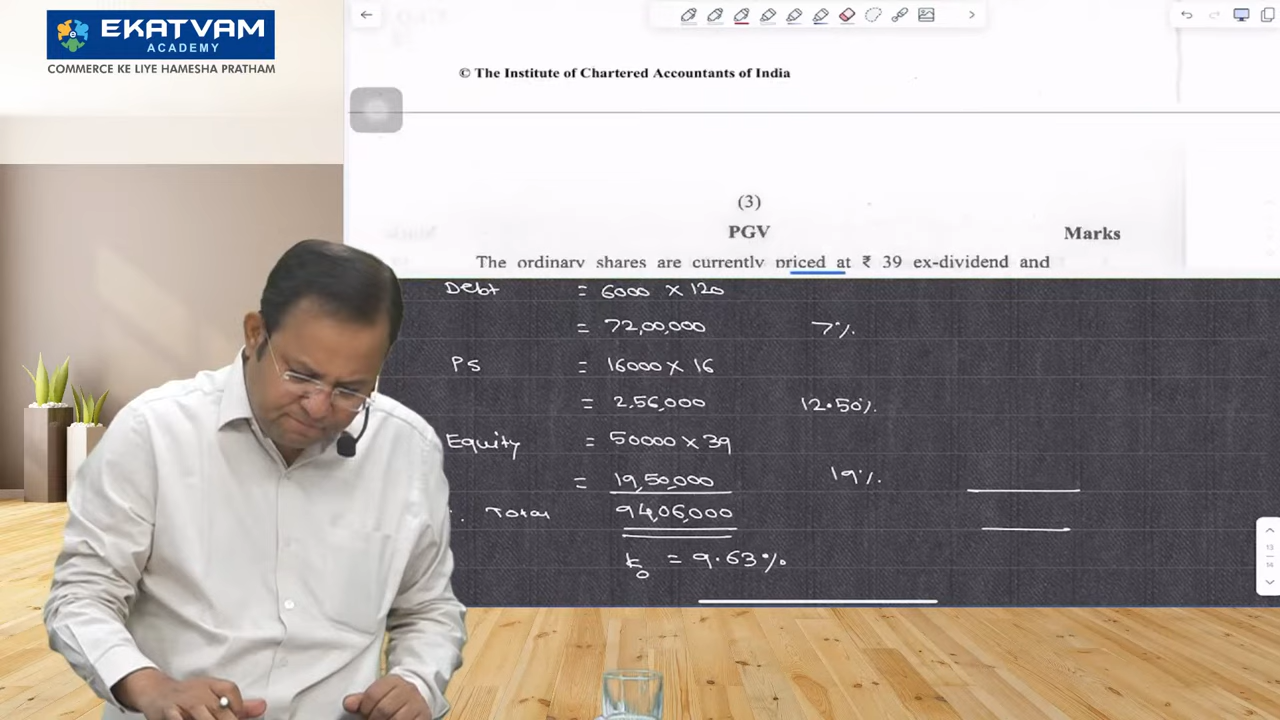 EKATVAM
ACADEMY
COMMERCE KE LIYE HAMESHA PRATHAM
© The Institute of Chartered Accountants of India
(3)
PGV
Marks
The ordinary shares are currently priced at ₹ 39 ex-dividend and
Debt = 6000 × 120
= 72,00,000 7%.
PS = 16000 × 16
= 2,56,000 12.50%.
Equity = 50000 × 39
= 19,50,000 19%.
∴ Total 94,06,000
k₀ = 9.63%
13
14